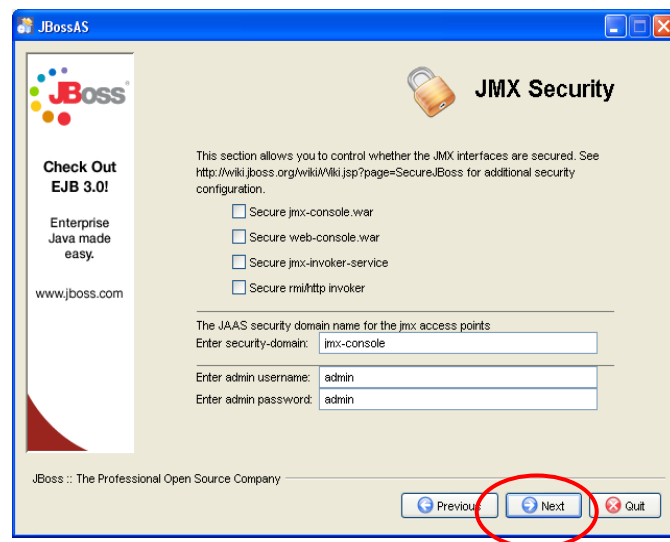 JBossAS
JBoss
JMX Security
Check Out
EJB 3.0!
Enterprise
Java made
easy.
www.jboss.com
This section allows you to control whether the JMX interfaces are secured. See
http://wiki.jboss.org/wiki/Wiki.jsp?page=SecureJBoss for additional security
configuration.
Secure jmx-console.war
Secure web-console.war
Secure jmx-invoker-service
Secure rmi/http invoker
The JAAS security domain name for the jmx access points
Enter security-domain: jmx-console
Enter admin username: admin
Enter admin password: admin
JBoss :: The Professional Open Source Company
Previous Next Quit